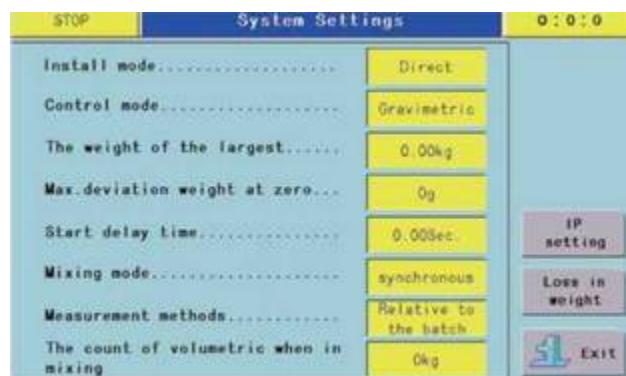 STOP System Settings 0:0:0
Install mode................... Direct
Control mode................... Gravimetric
The weight of the largest...... 0.00kg
Max.deviation weight at zero... 0g
Start delay time............... 0.00Sec.
Mixing mode.................... synchronous
Measurement methods............ Relative to
the batch
The count of volumetric when in
mixing 0kg
IP
setting
Loss in
weight
Exit